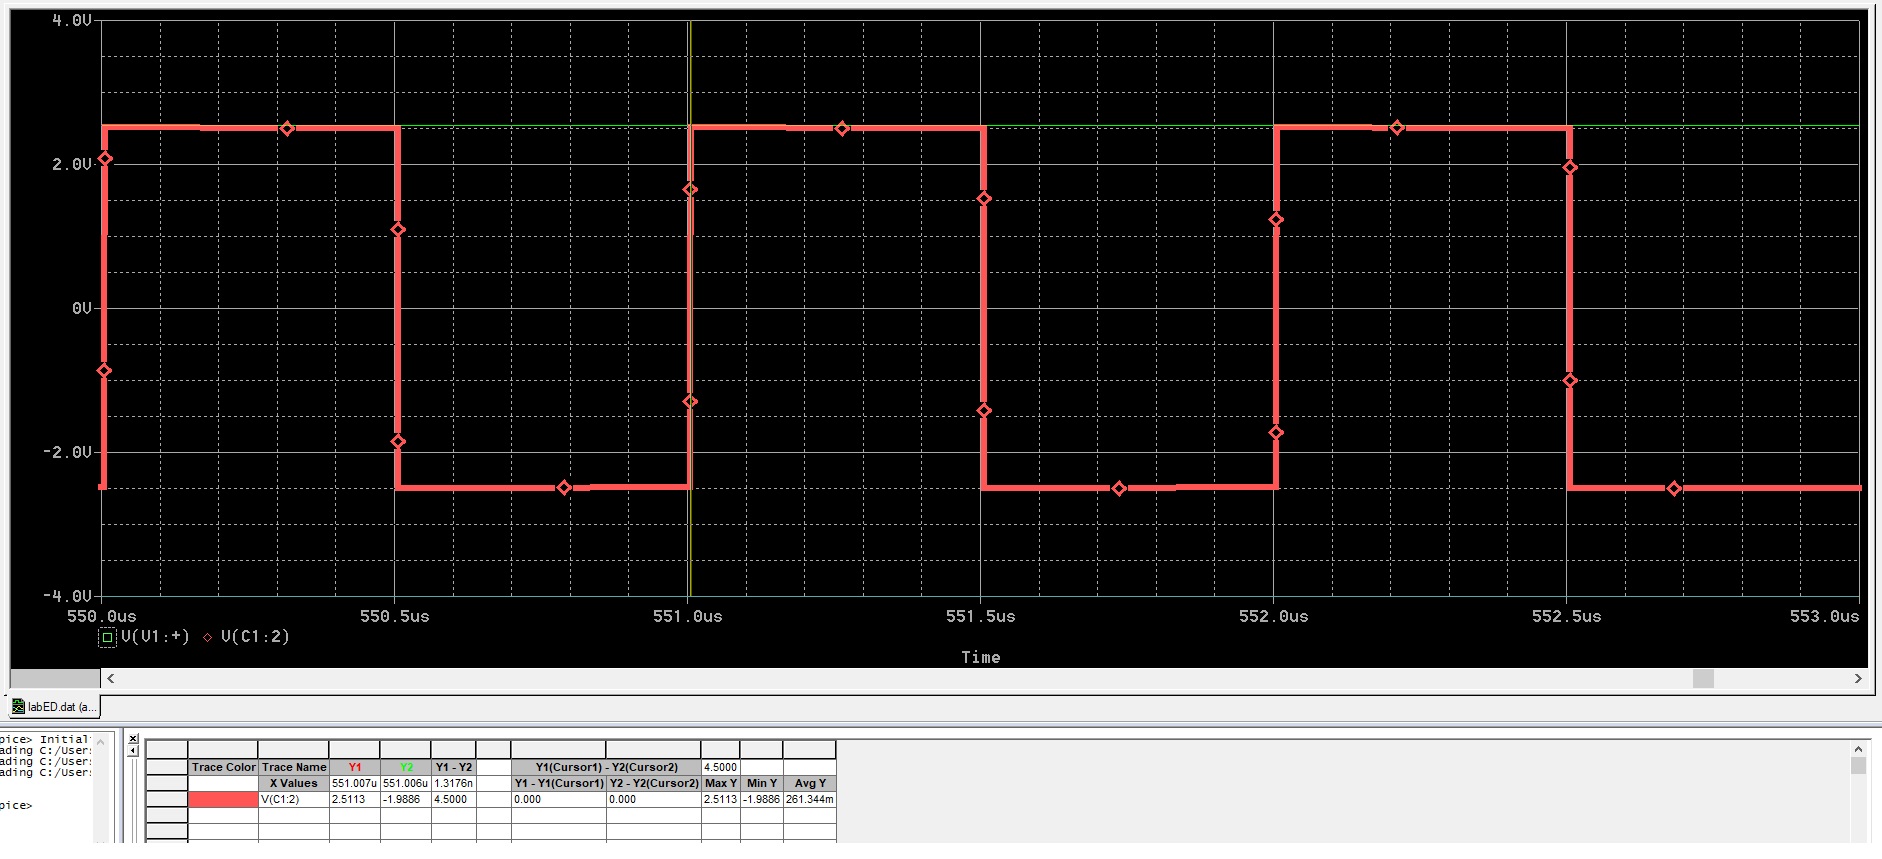 4.0V
2.0V
0V
-2.0V
-4.0V
550.0us 550.5us 551.0us 551.5us 552.0us 552.5us 553.0us
V(V1:+) V(C1:2)
Time
labED.dat (a...
pice> Initial
ading C:/User
ading C:/User
ading C:/User
pice>
Trace Color Trace Name Y1 Y2 Y1 - Y2 Y1(Cursor1) - Y2(Cursor2) 4.5000
X Values 551.007u 551.006u 1.3176n Y1 - Y1(Cursor1) Y2 - Y2(Cursor2) Max Y Min Y Avg Y
V(C1:2) 2.5113 -1.9886 4.5000 0.000 0.000 2.5113 -1.9886 261.344m